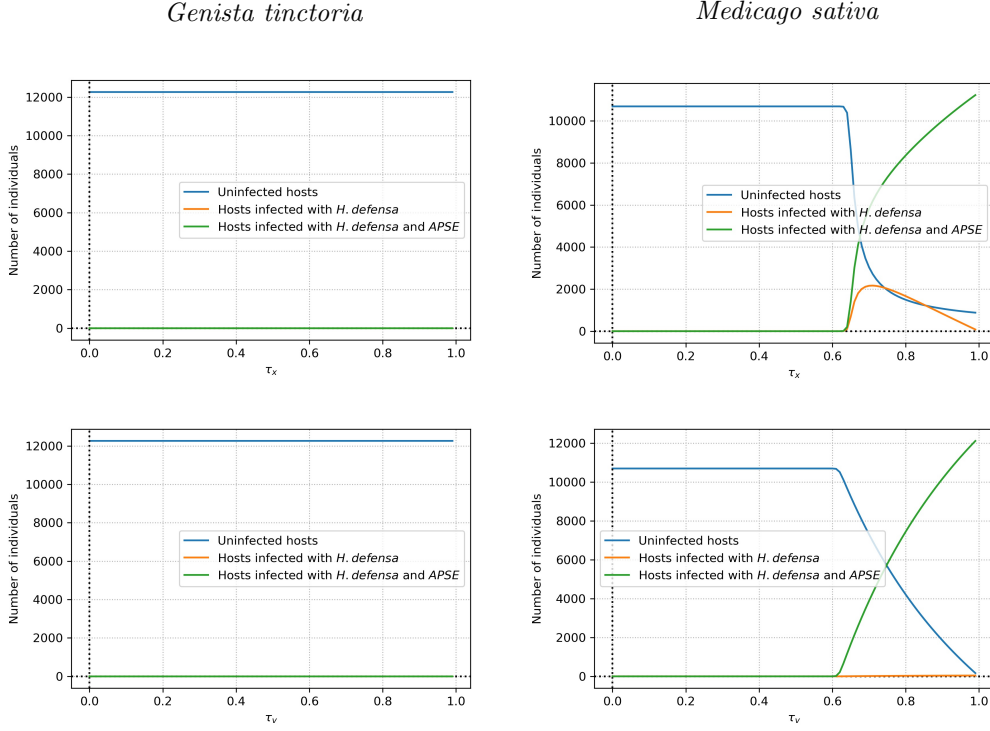 Genista tinctoria
Medicago sativa
Number of individuals
12000
10000
8000
6000
4000
2000
0
Uninfected hosts
Hosts infected with H. defensa
Hosts infected with H. defensa and APSE
0.0 0.2 0.4 0.6 0.8 1.0
τx
Number of individuals
10000
8000
6000
4000
2000
0
Uninfected hosts
Hosts infected with H. defensa
Hosts infected with H. defensa and APSE
0.0 0.2 0.4 0.6 0.8 1.0
τx
Number of individuals
12000
10000
8000
6000
4000
2000
0
Uninfected hosts
Hosts infected with H. defensa
Hosts infected with H. defensa and APSE
0.0 0.2 0.4 0.6 0.8 1.0
τv
Number of individuals
12000
10000
8000
6000
4000
2000
0
Uninfected hosts
Hosts infected with H. defensa
Hosts infected with H. defensa and APSE
0.0 0.2 0.4 0.6 0.8 1.0
τv